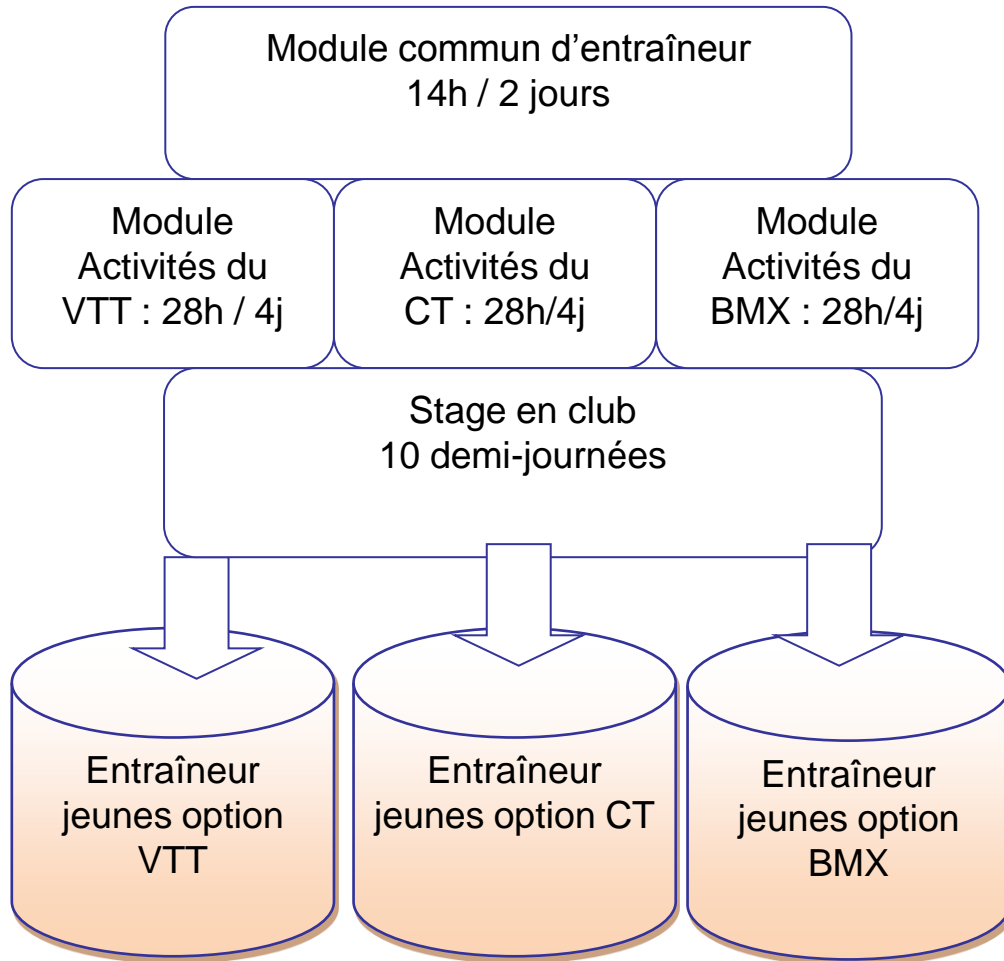 Module commun d'entraîneur
14h / 2 jours
Module
Activités du
VTT : 28h / 4j
Module
Activités du
CT : 28h/4j
Module
Activités du
BMX : 28h/4j
Stage en club
10 demi-journées
Entraîneur
jeunes option
VTT
Entraîneur
jeunes option CT
Entraîneur
jeunes option
BMX